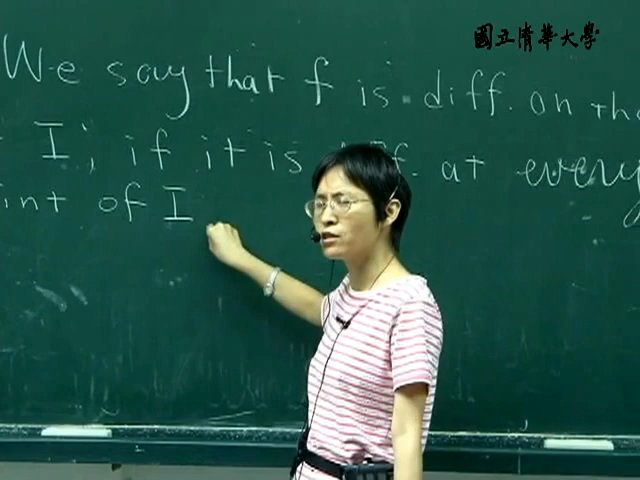 國立清華大學
We say that f is diff. on th
I, if it is diff. at every
int of I